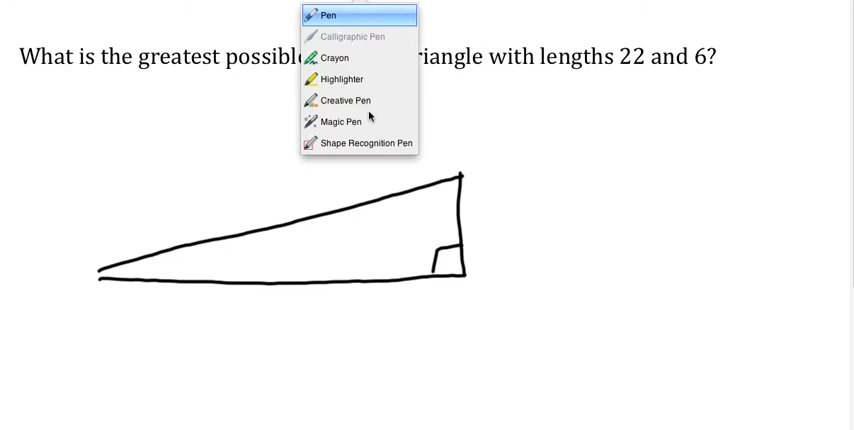 Pen
Calligraphic Pen
What is the greatest possible riangle with lengths 22 and 6?
Crayon
Highlighter
Creative Pen
Magic Pen
Shape Recognition Pen